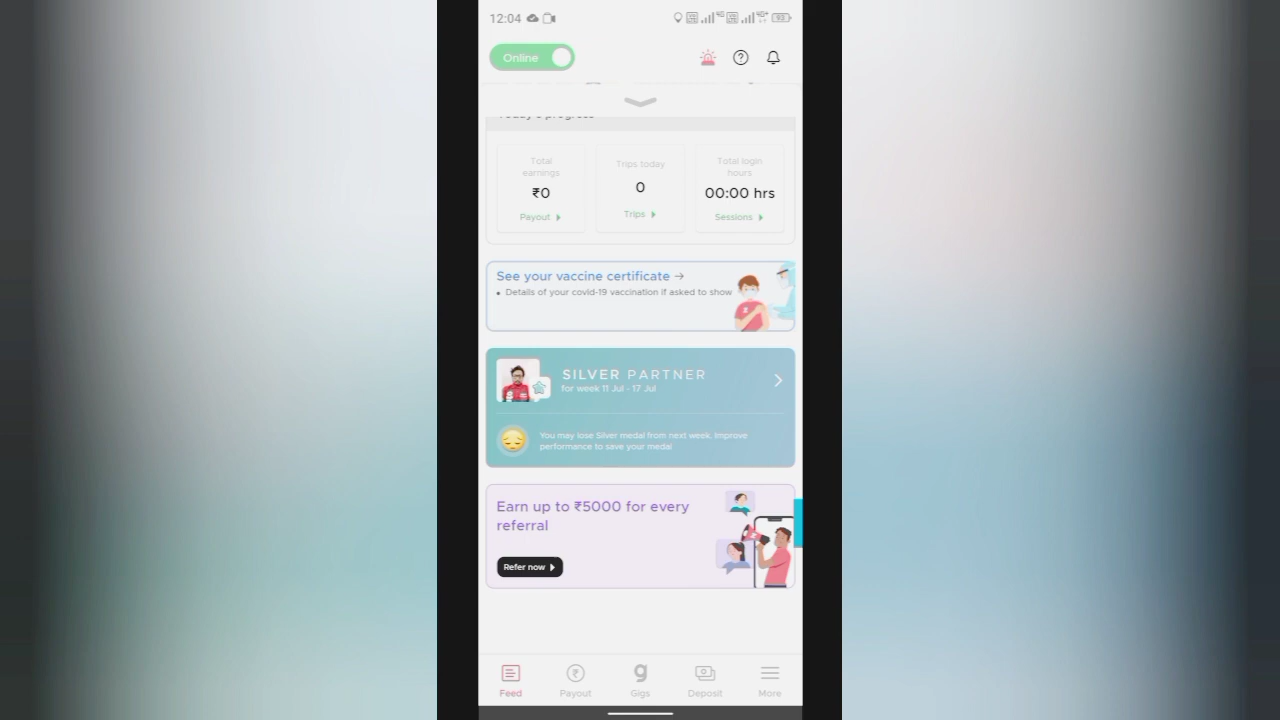 12:04
Online
Today's progress
Total earnings
₹0
Payout
Trips today
0
Trips
Total login hours
00:00 hrs
Sessions
See your vaccine certificate →
• Details of your covid-19 vaccination if asked to show
SILVER PARTNER
for week 11 Jul - 17 Jul
You may lose Silver medal from next week. Improve
performance to save your medal
Earn up to ₹5000 for every
referral
Refer now
Feed
Payout
Gigs
Deposit
More